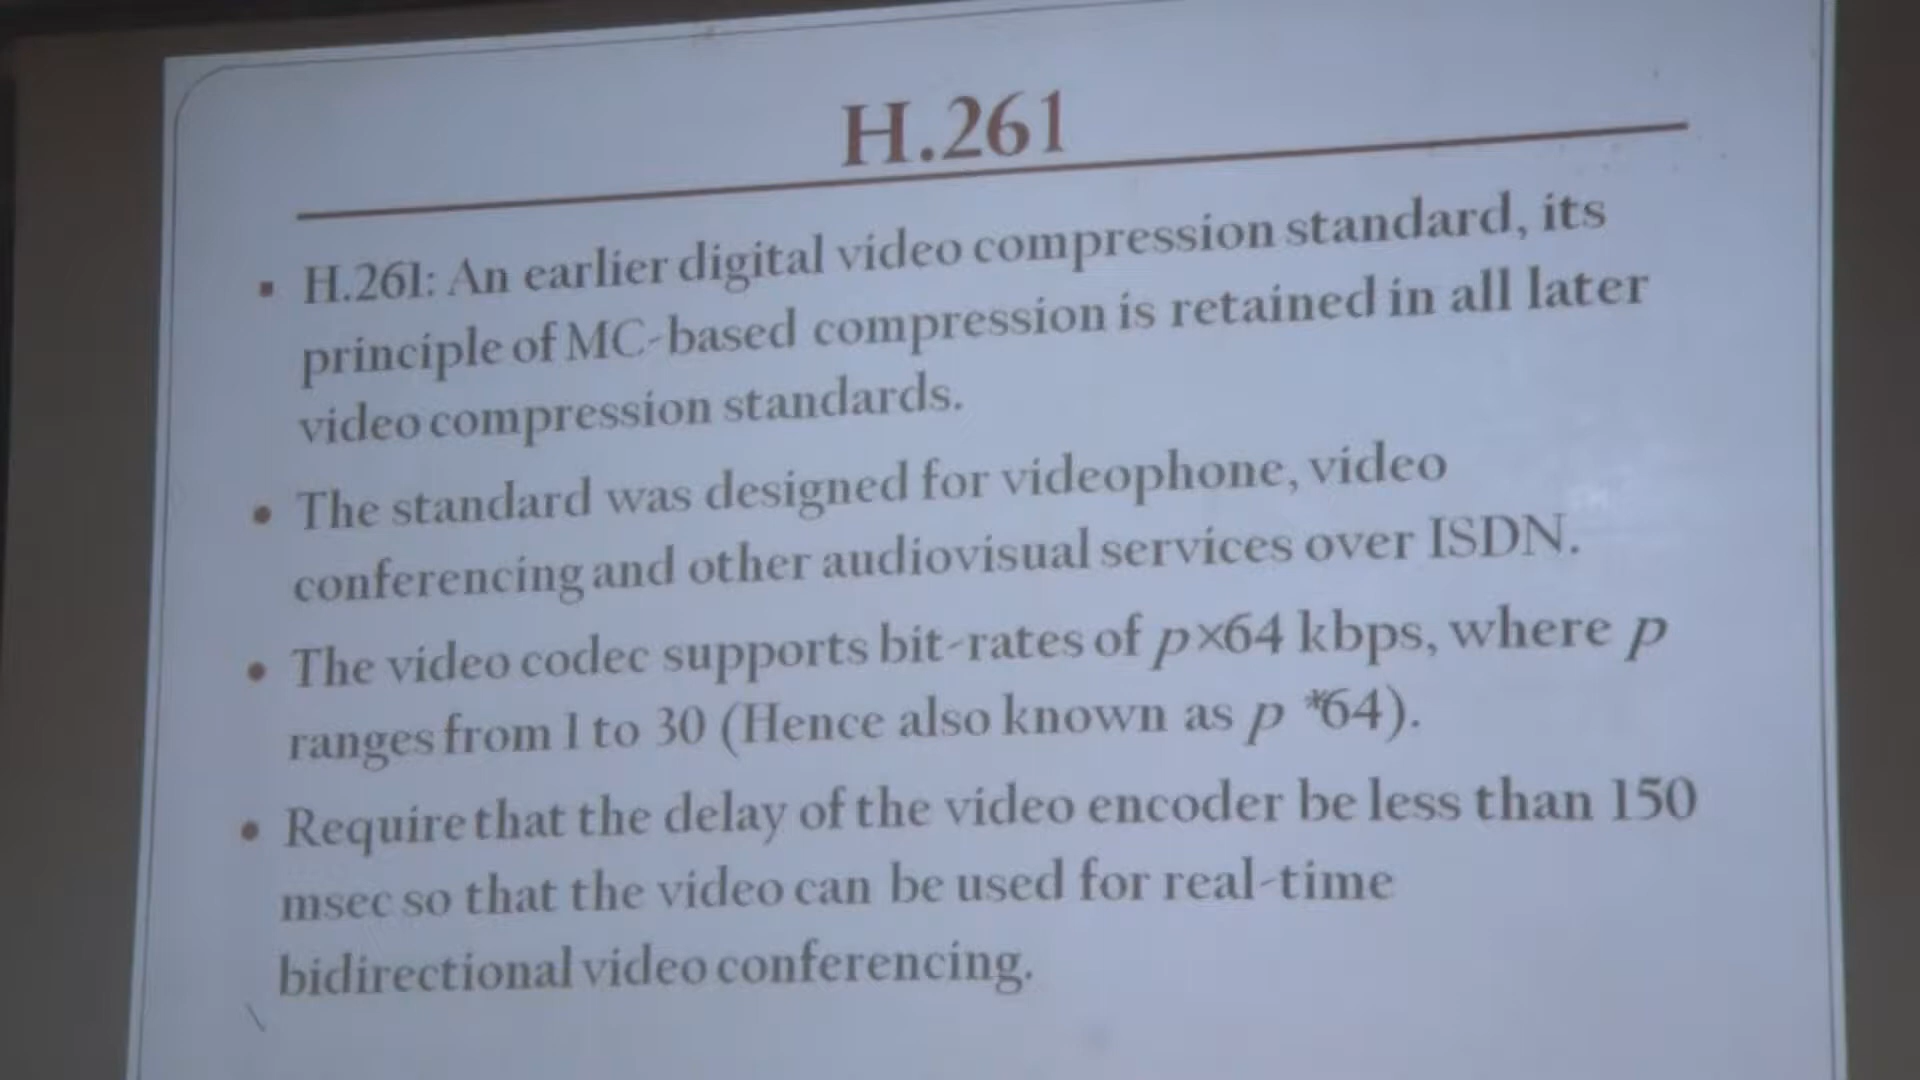 H.261
▪ H.261: An earlier digital video compression standard, its
principle of MC-based compression is retained in all later
video compression standards.
• The standard was designed for videophone, video
conferencing and other audiovisual services over ISDN.
• The video codec supports bit-rates of p×64 kbps, where p
ranges from 1 to 30 (Hence also known as p *64).
• Require that the delay of the video encoder be less than 150
msec so that the video can be used for real-time
bidirectional video conferencing.